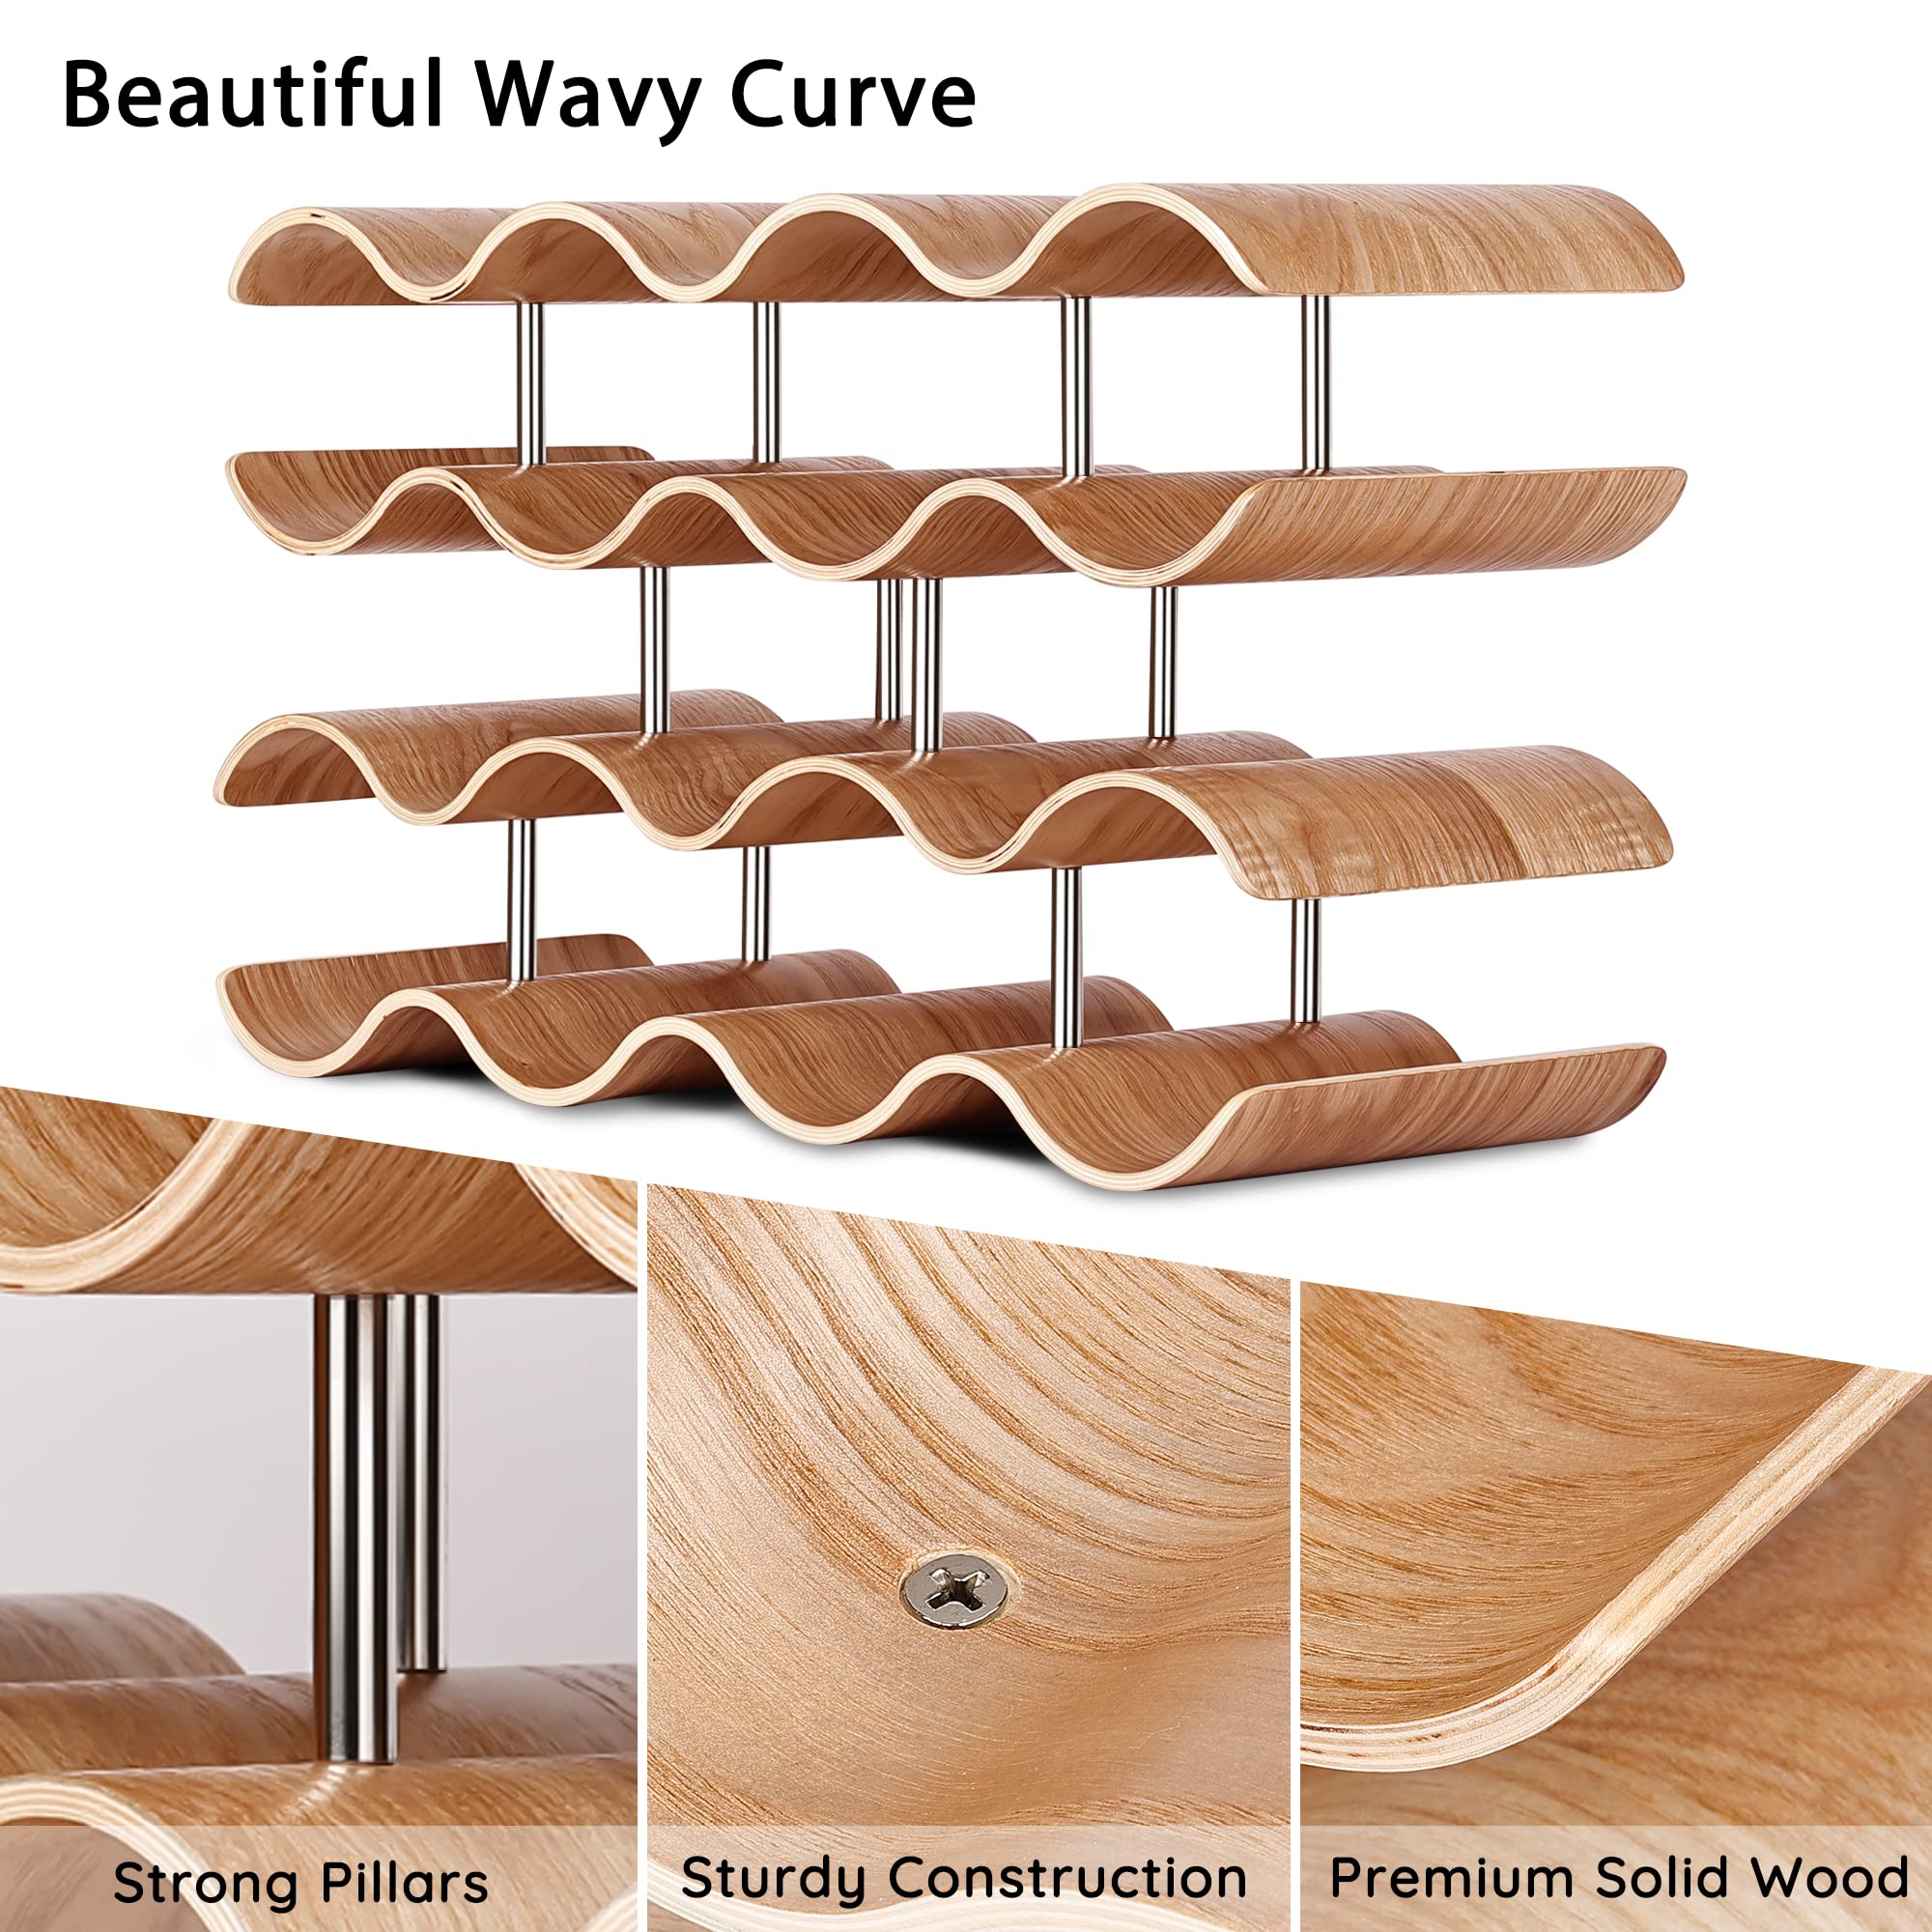 Beautiful Wavy Curve
Strong Pillars
Sturdy Construction
Premium Solid Wood